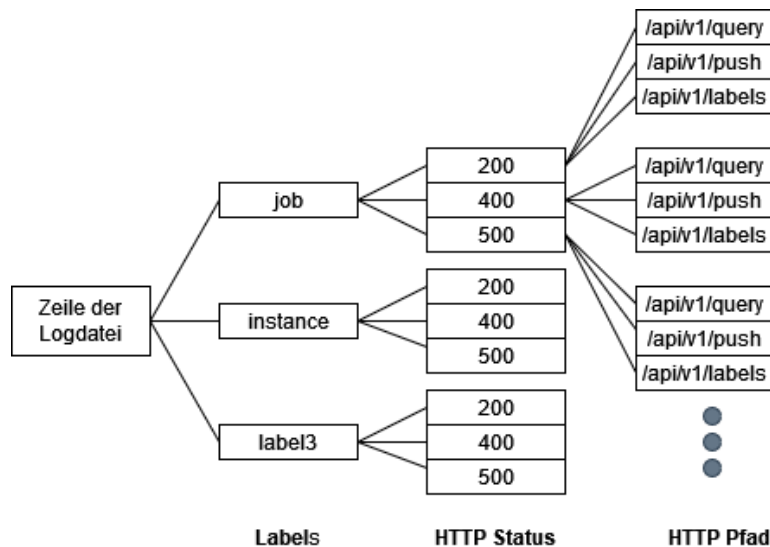 Zeile der
Logdatei
job
instance
label3
200
400
500
200
400
500
200
400
500
/api/v1/query
/api/v1/push
/api/v1/labels
/api/v1/query
/api/v1/push
/api/v1/labels
/api/v1/query
/api/v1/push
/api/v1/labels
Labels
HTTP Status
HTTP Pfad